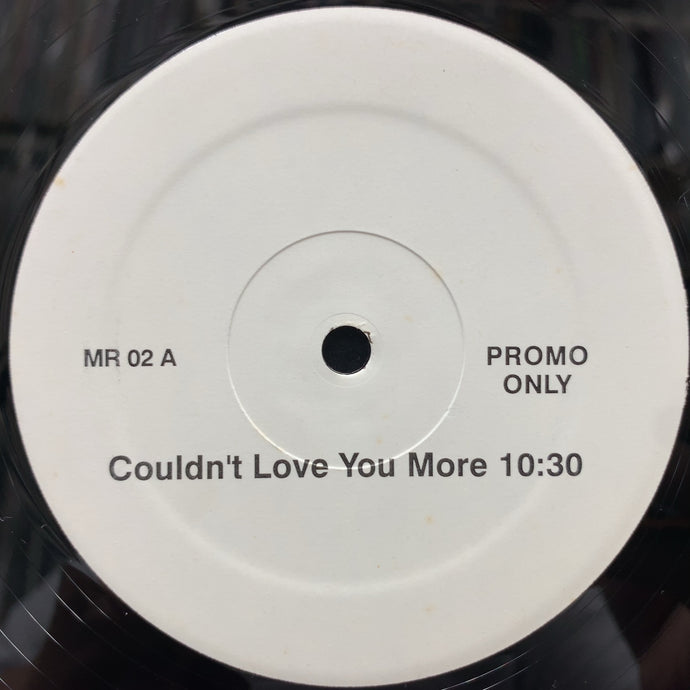 MR 02 A
PROMO
ONLY
Couldn't Love You More 10:30